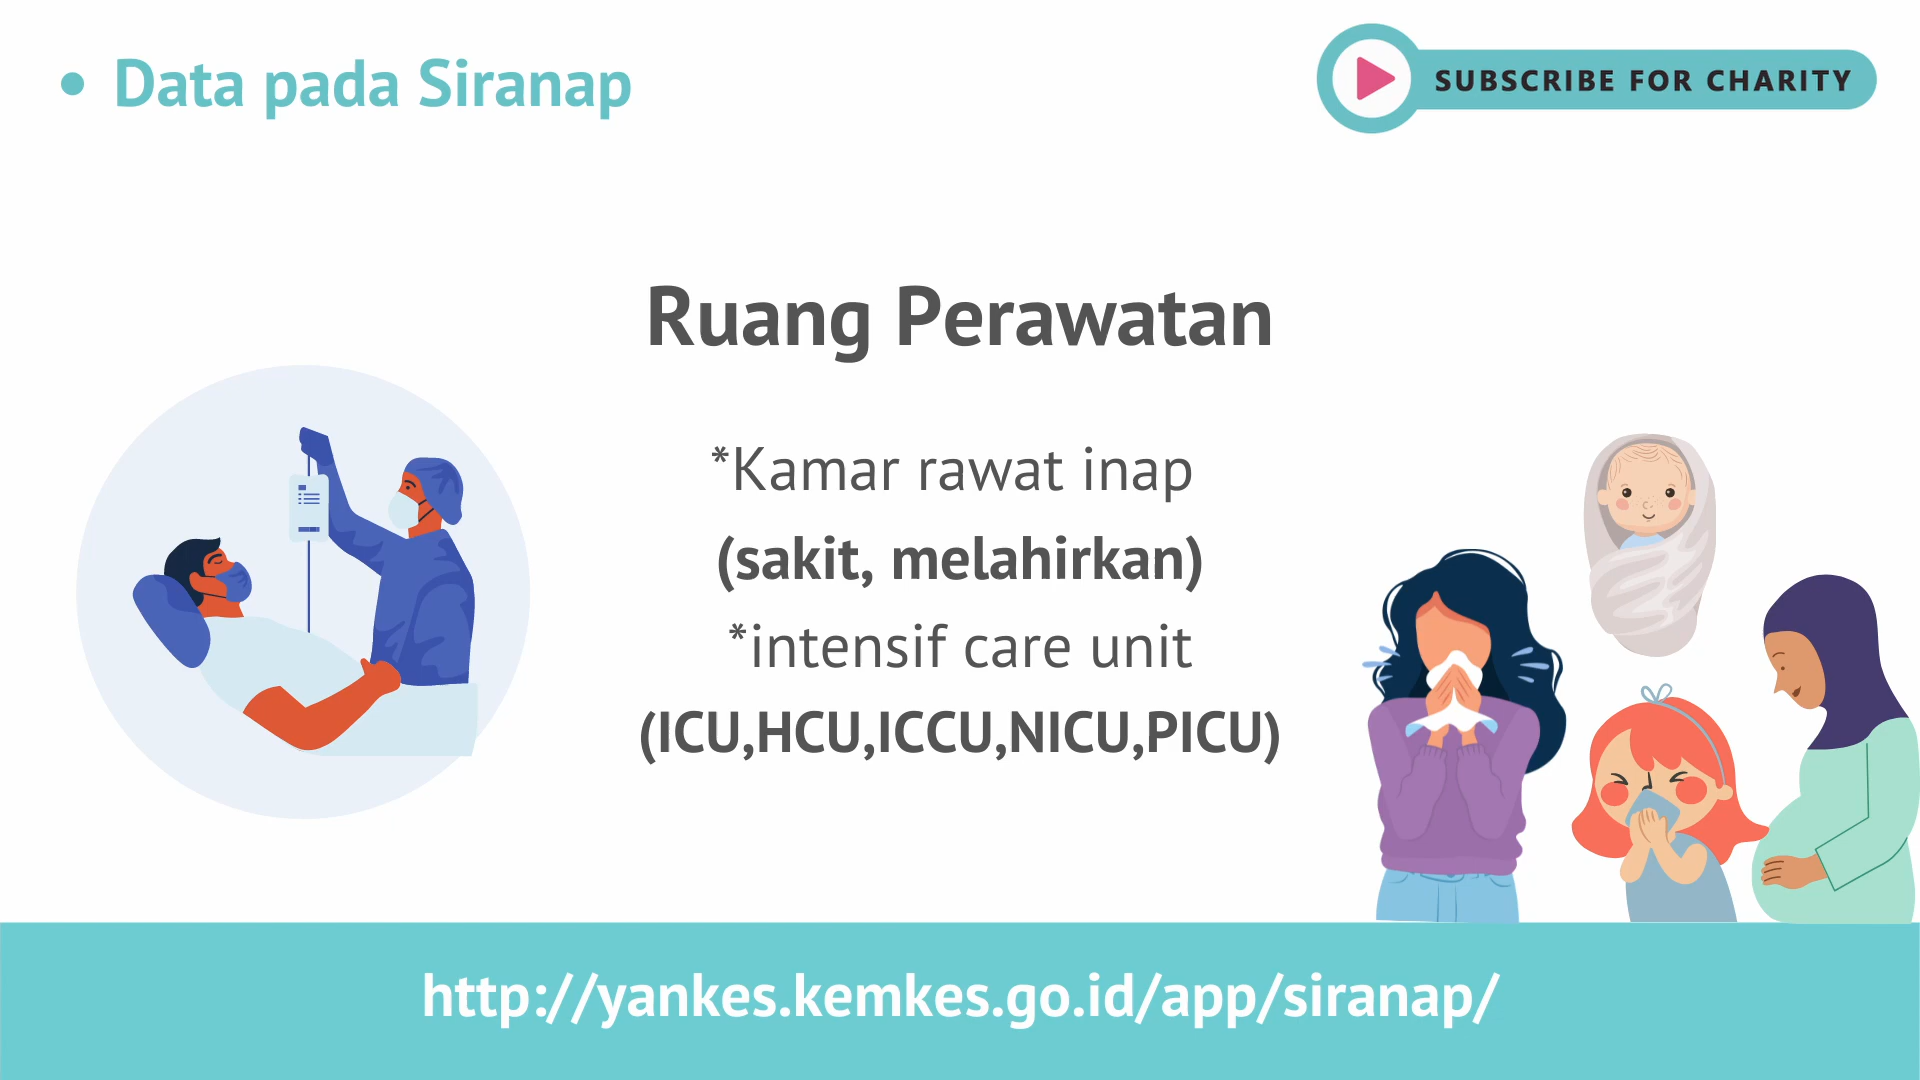 • Data pada Siranap
SUBSCRIBE FOR CHARITY
Ruang Perawatan
*Kamar rawat inap
(sakit, melahirkan)
*intensif care unit
(ICU,HCU,ICCU,NICU,PICU)
http://yankes.kemkes.go.id/app/siranap/